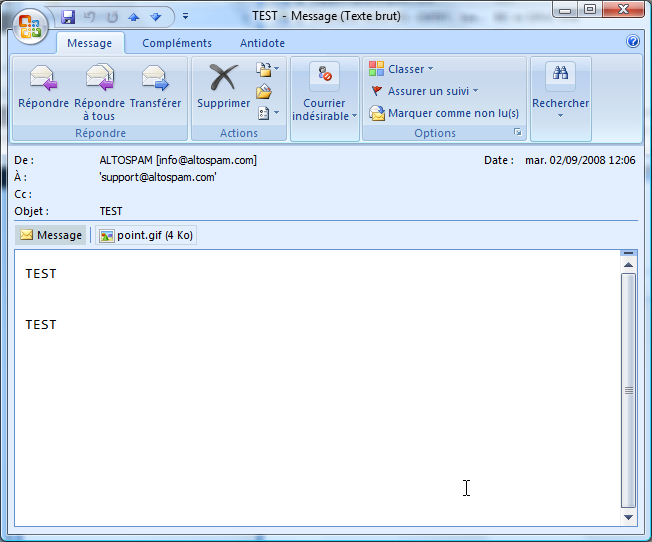 TEST - Message (Texte brut)
Message Compléments Antidote
Répondre Répondre à tous Transférer
Répondre
Supprimer
Actions
Courrier indésirable
Classer
Assurer un suivi
Marquer comme non lu(s)
Options
Rechercher
De : ALTOSPAM [info@altospam.com] Date : mar. 02/09/2008 12:06
À : 'support@altospam.com'
Cc :
Objet : TEST
Message point.gif (4 Ko)
TEST
TEST